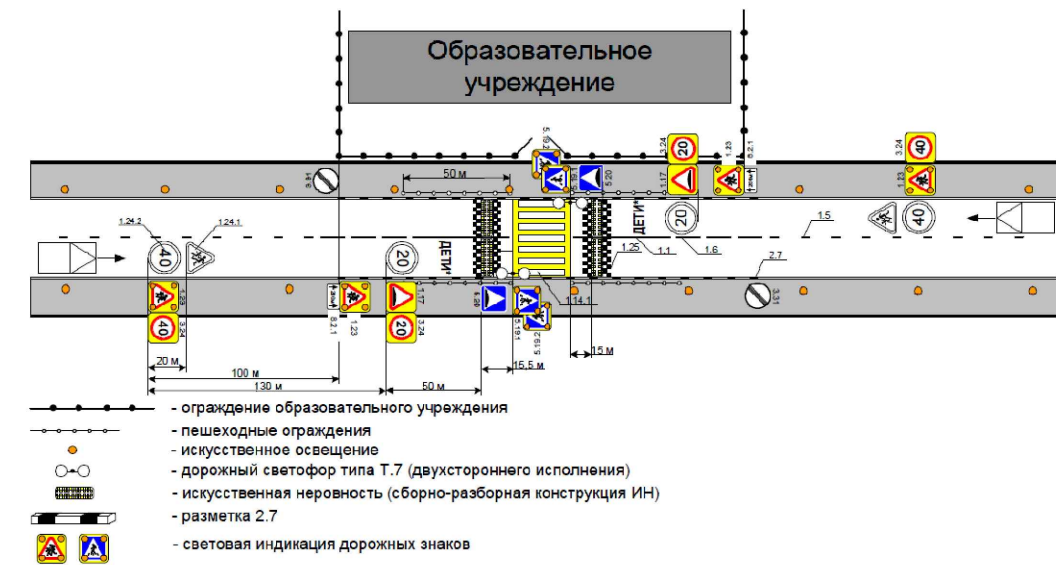 Образовательное
учреждение
5.19.2
5.19.1
5.20
3.24
20
1.17
1.23
8.2.1
3.24
40
1.23
3.31
50 м
ДЕТИ*
20
1.24.2
1.24.1
40
20
ДЕТИ*
1.25
1.1
1.6
1.5
40
2.7
1.23
40
3.24
8.2.1
1.23
1.17
20
3.24
5.20
5.19.1
5.19.2
1.14.1
3.31
20 м
100 м
130 м
50 м
15,5 м
15 м
- ограждение образовательного учреждения
- пешеходные ограждения
- искусственное освещение
- дорожный светофор типа Т.7 (двухстороннего исполнения)
- искусственная неровность (сборно-разборная конструкция ИН)
- разметка 2.7
- световая индикация дорожных знаков